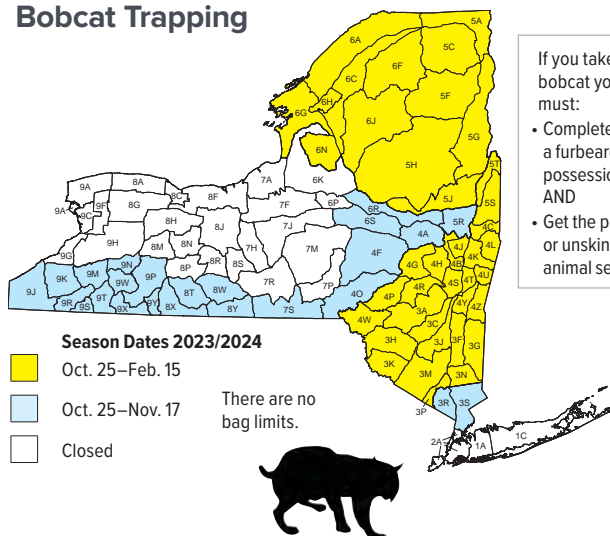 Bobcat Trapping
6A
5A
5C
6F
6C
5F
6H
6G
6J
5G
6N
5H
5T
7A
6K
9A
8A
8C
8F
9F
8G
9A
9C
7F
6P
6R
5J
5S
8H
8J
7J
6S
4A
5R
4C
9H
8M
8N
7H
7M
4F
4J
4L
9G
9N
8P
8R
8S
4G
4H
4B
4K
9K
9M
9W
9P
7R
7P
4R
4S
4T
4U
9J
9R
9T
8T
8W
4O
4P
4Y
4Z
9S
9X
9Y
8X
8Y
7S
4W
3A
3C
3H
3J
3F
3G
3K
3M
3N
3P
3R
3S
2A
1A
1C
If you take
bobcat yo
must:
• Complete
a furbear
possessio
AND
• Get the p
or unskin
animal se
Season Dates 2023/2024
Oct. 25–Feb. 15
Oct. 25–Nov. 17
Closed
There are no
bag limits.